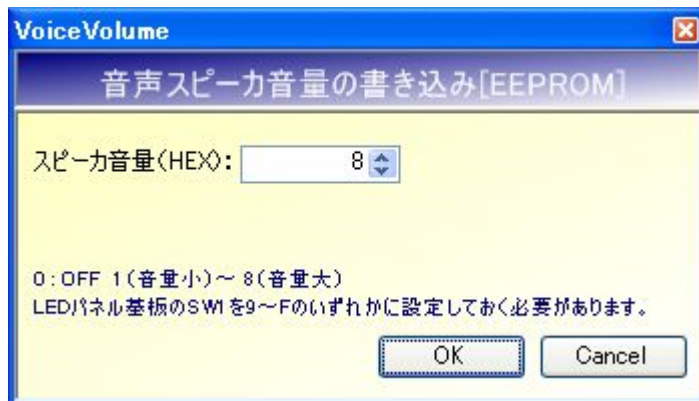 VoiceVolume
音声スピーカ音量の書き込み[EEPROM]
スピーカ音量(HEX): 8
0:OFF 1(音量小)～ 8(音量大)
LEDパネル基板のSW1を9～Fのいずれかに設定しておく必要があります。
OK Cancel